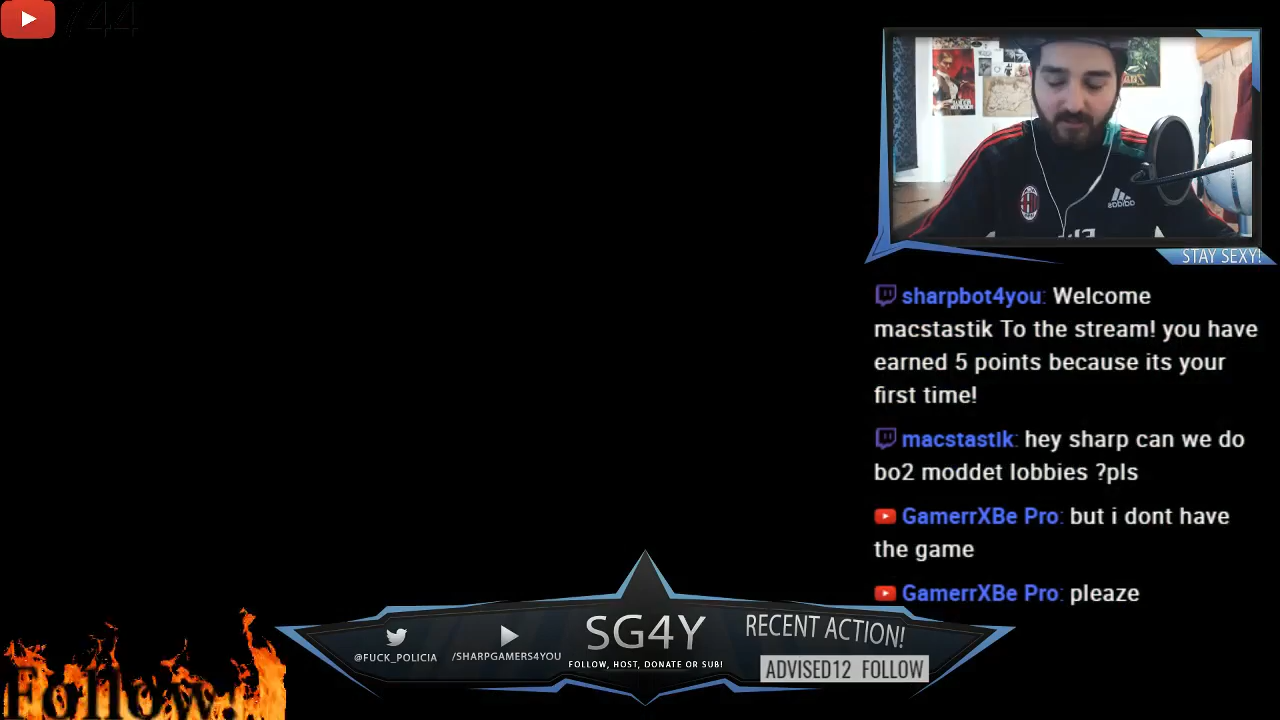 744
STAY SEXY!
sharpbot4you: Welcome
macstastik To the stream! you have
earned 5 points because its your
first time!
macstastik: hey sharp can we do
bo2 moddet lobbies ?pls
GamerrXBe Pro: but i dont have
the game
GamerrXBe Pro: pleaze
@FUCK_POLICIA
/SHARPGAMERS4YOU
SG4Y
FOLLOW, HOST, DONATE OR SUB!
RECENT ACTION!
ADVISED12 FOLLOW
Follow!
adidas